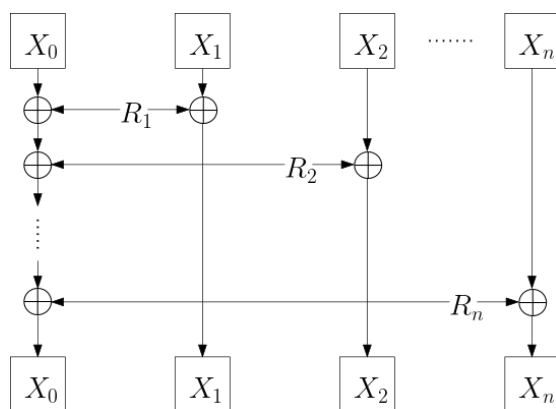 X₀ X₁ X₂ ........ Xₙ
R₁
R₂
Rₙ
X₀ X₁ X₂ Xₙ